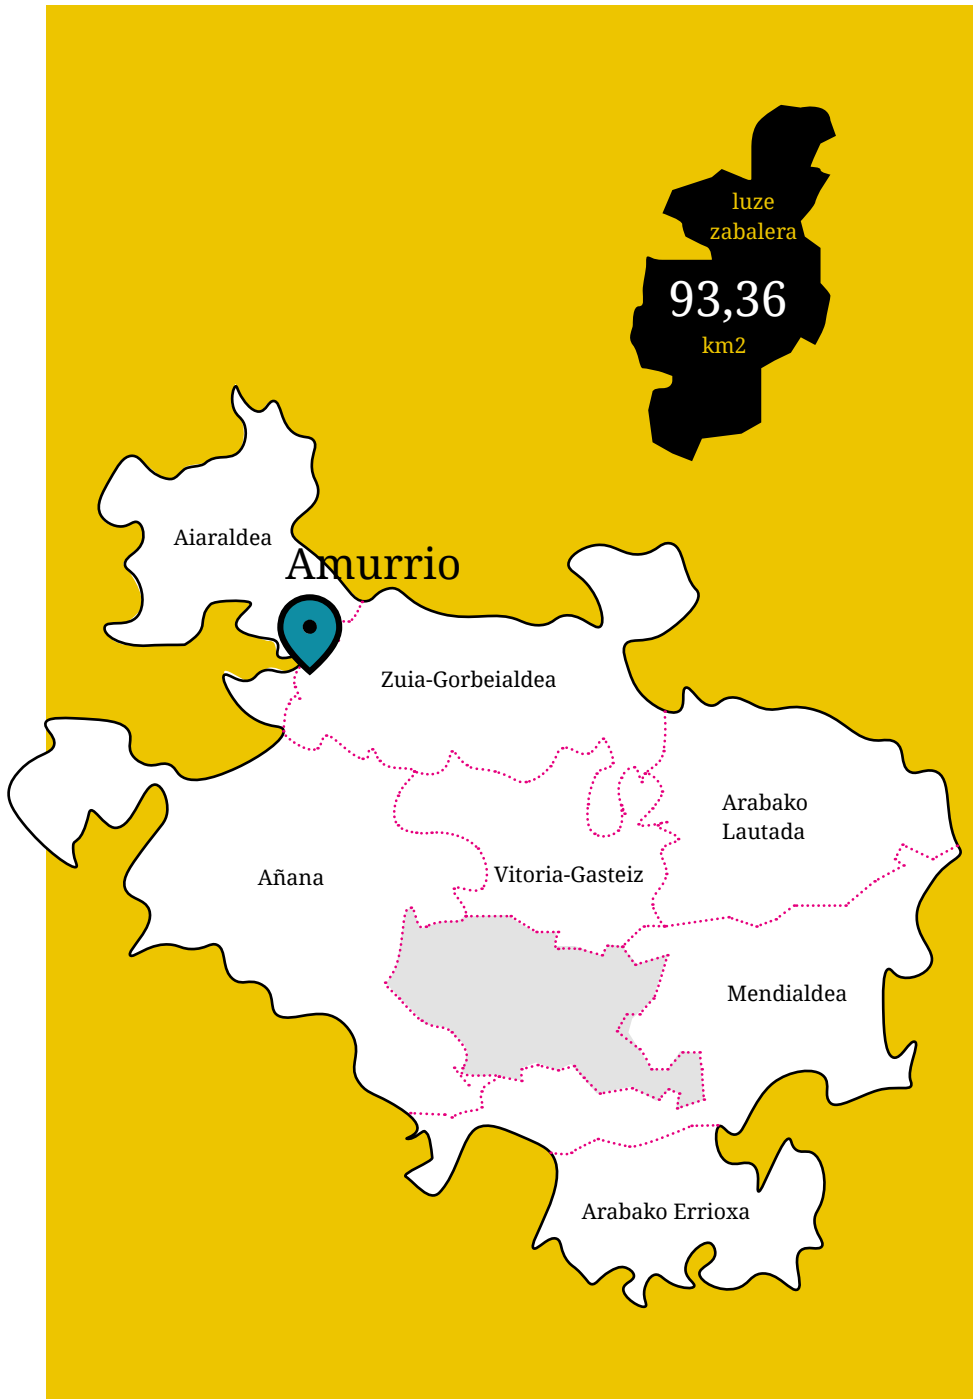 luze
zabalera
93,36
km2
Aiaraldea
Amurrio
Zuia-Gorbeialdea
Arabako
Lautada
Añana
Vitoria-Gasteiz
Mendialdea
Arabako Errioxa